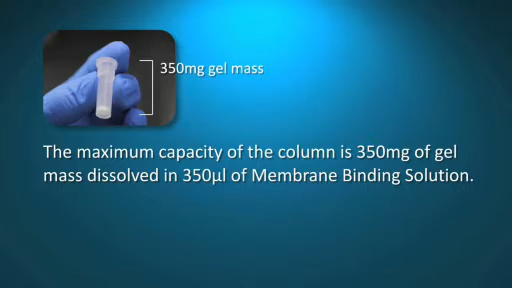 350mg gel mass
The maximum capacity of the column is 350mg of gel
mass dissolved in 350µl of Membrane Binding Solution.